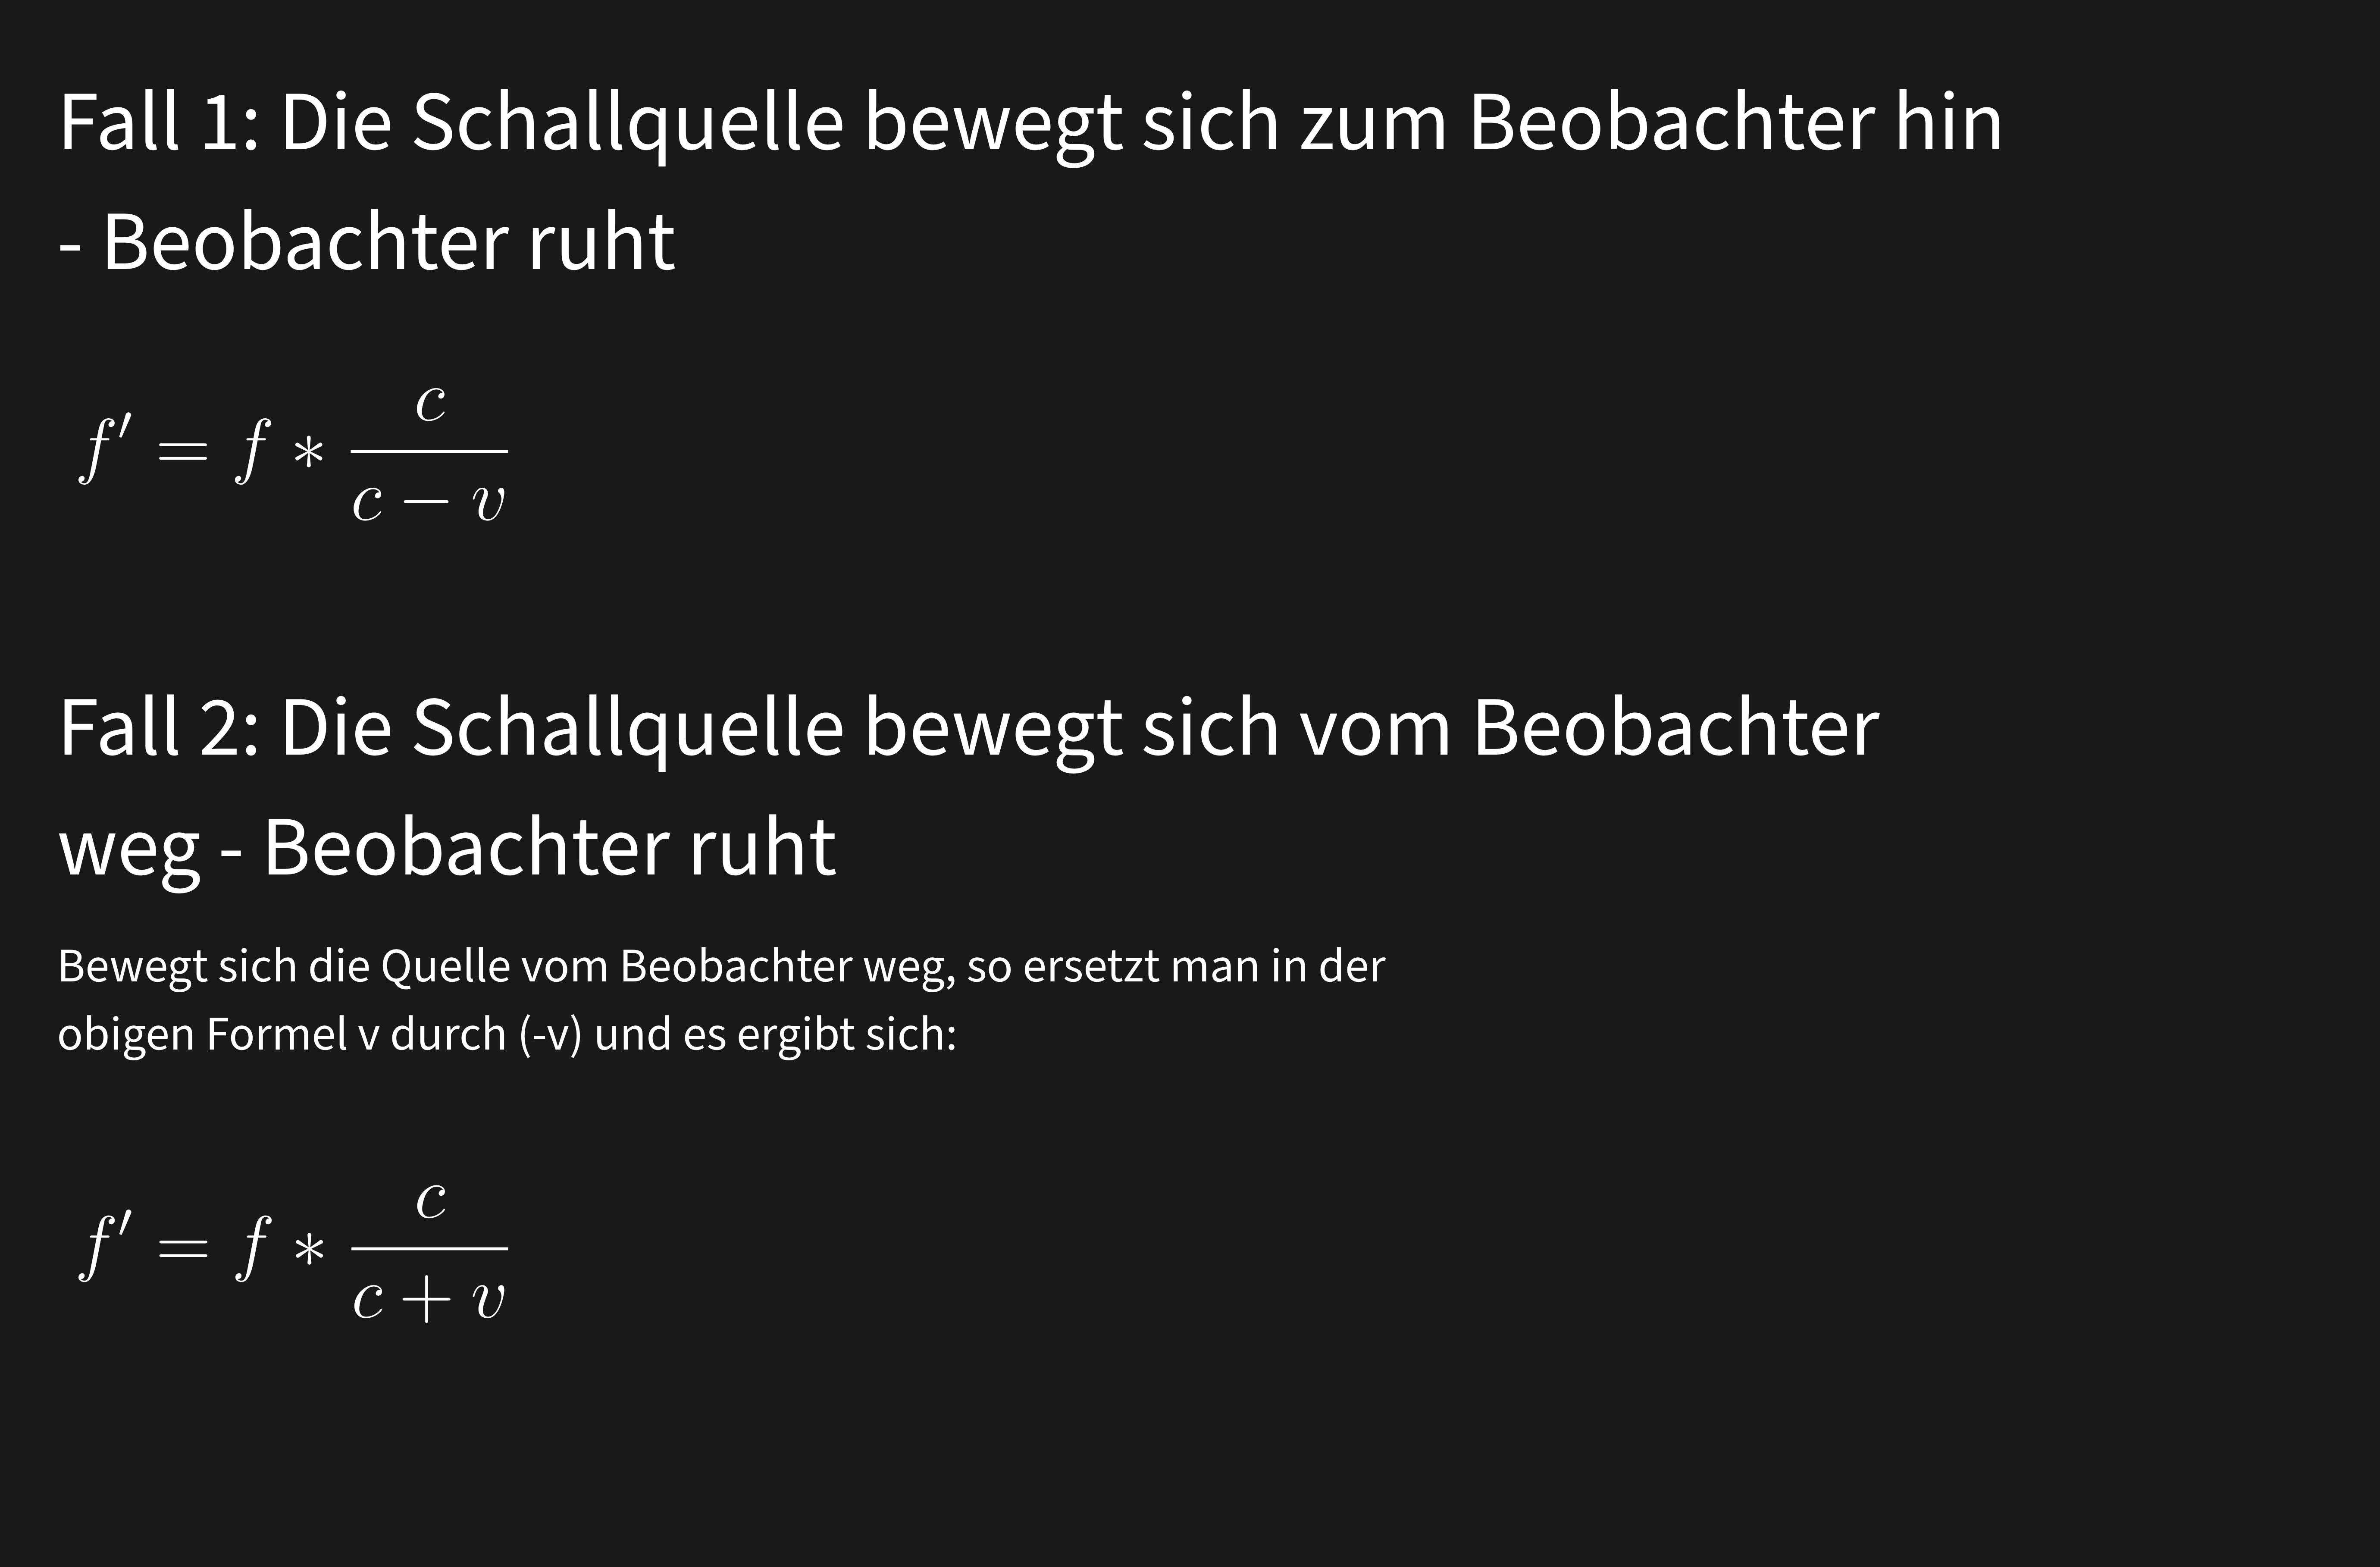 Fall 1: Die Schallquelle bewegt sich zum Beobachter hin
- Beobachter ruht
f′ = f * c / (c − v)
Fall 2: Die Schallquelle bewegt sich vom Beobachter
weg - Beobachter ruht
Bewegt sich die Quelle vom Beobachter weg, so ersetzt man in der
obigen Formel v durch (-v) und es ergibt sich:
f′ = f * c / (c + v)